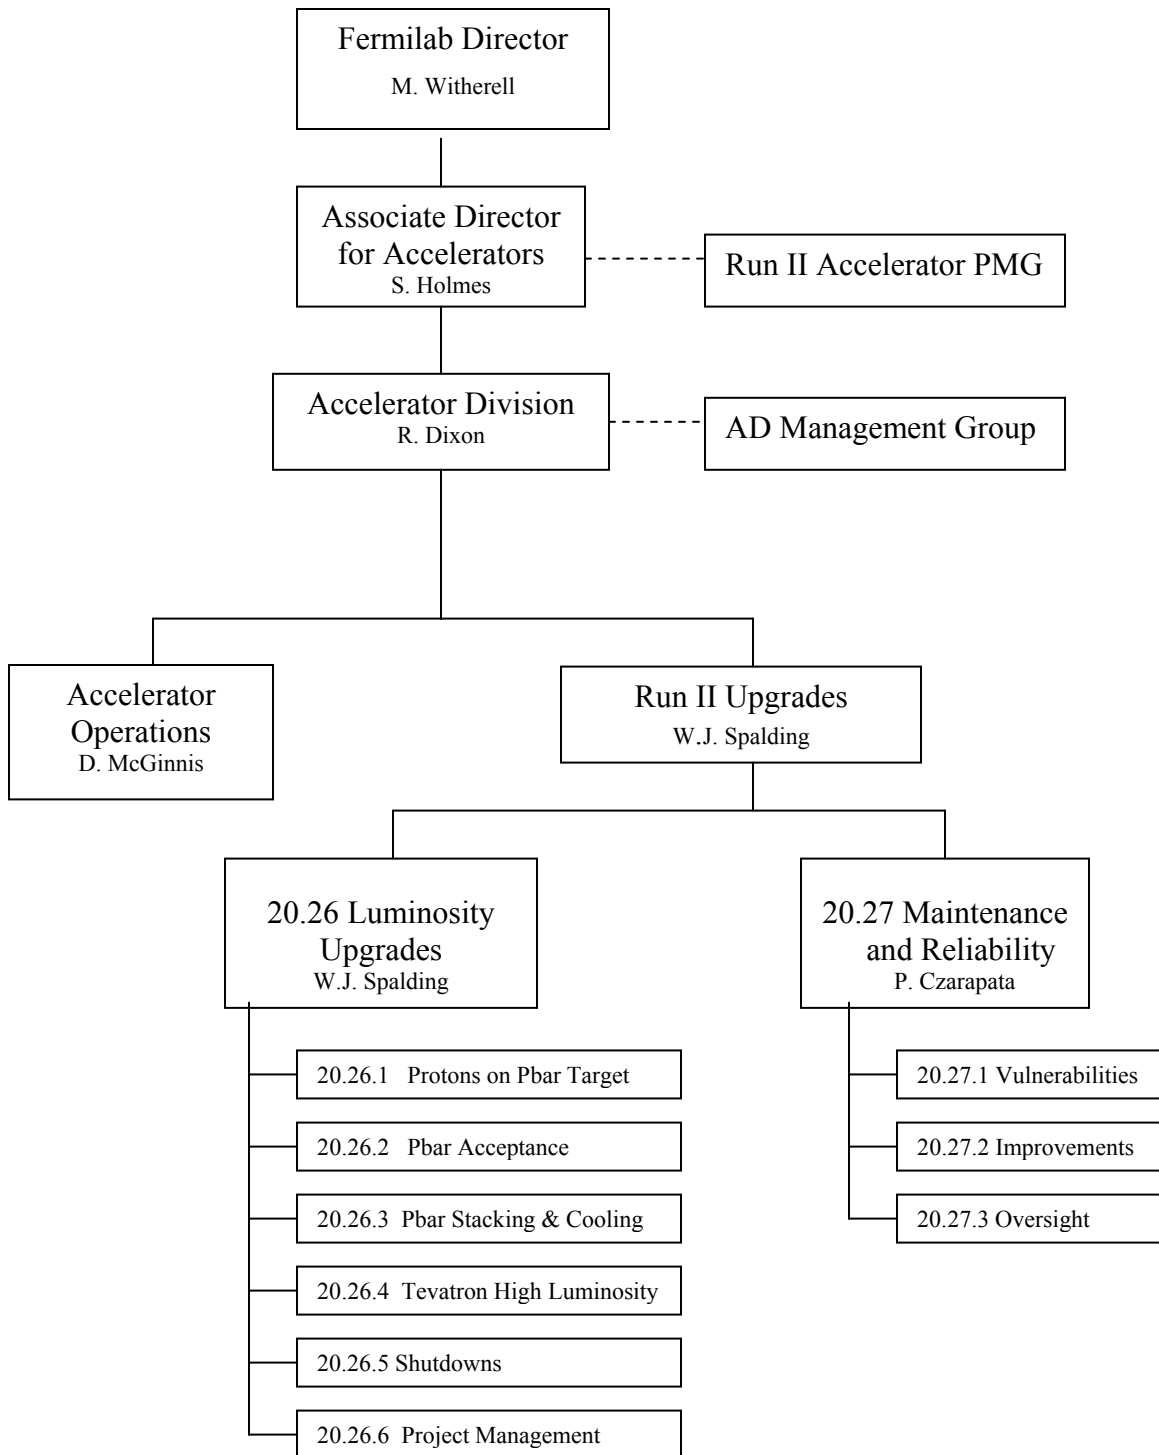 Fermilab Director
M. Witherell
Associate Director
for Accelerators
S. Holmes
Run II Accelerator PMG
Accelerator Division
R. Dixon
AD Management Group
Accelerator
Operations
D. McGinnis
Run II Upgrades
W.J. Spalding
20.26 Luminosity
Upgrades
W.J. Spalding
20.27 Maintenance
and Reliability
P. Czarapata
20.26.1 Protons on Pbar Target
20.26.2 Pbar Acceptance
20.26.3 Pbar Stacking & Cooling
20.26.4 Tevatron High Luminosity
20.26.5 Shutdowns
20.26.6 Project Management
20.27.1 Vulnerabilities
20.27.2 Improvements
20.27.3 Oversight